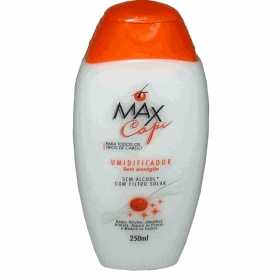 MAX
Capi
PARA TODOS OS
TIPOS DE CABELO
UMIDIFICADOR
Sem enxágüe
SEM ÁLCOOL*
COM FILTRO SOLAR
250ml